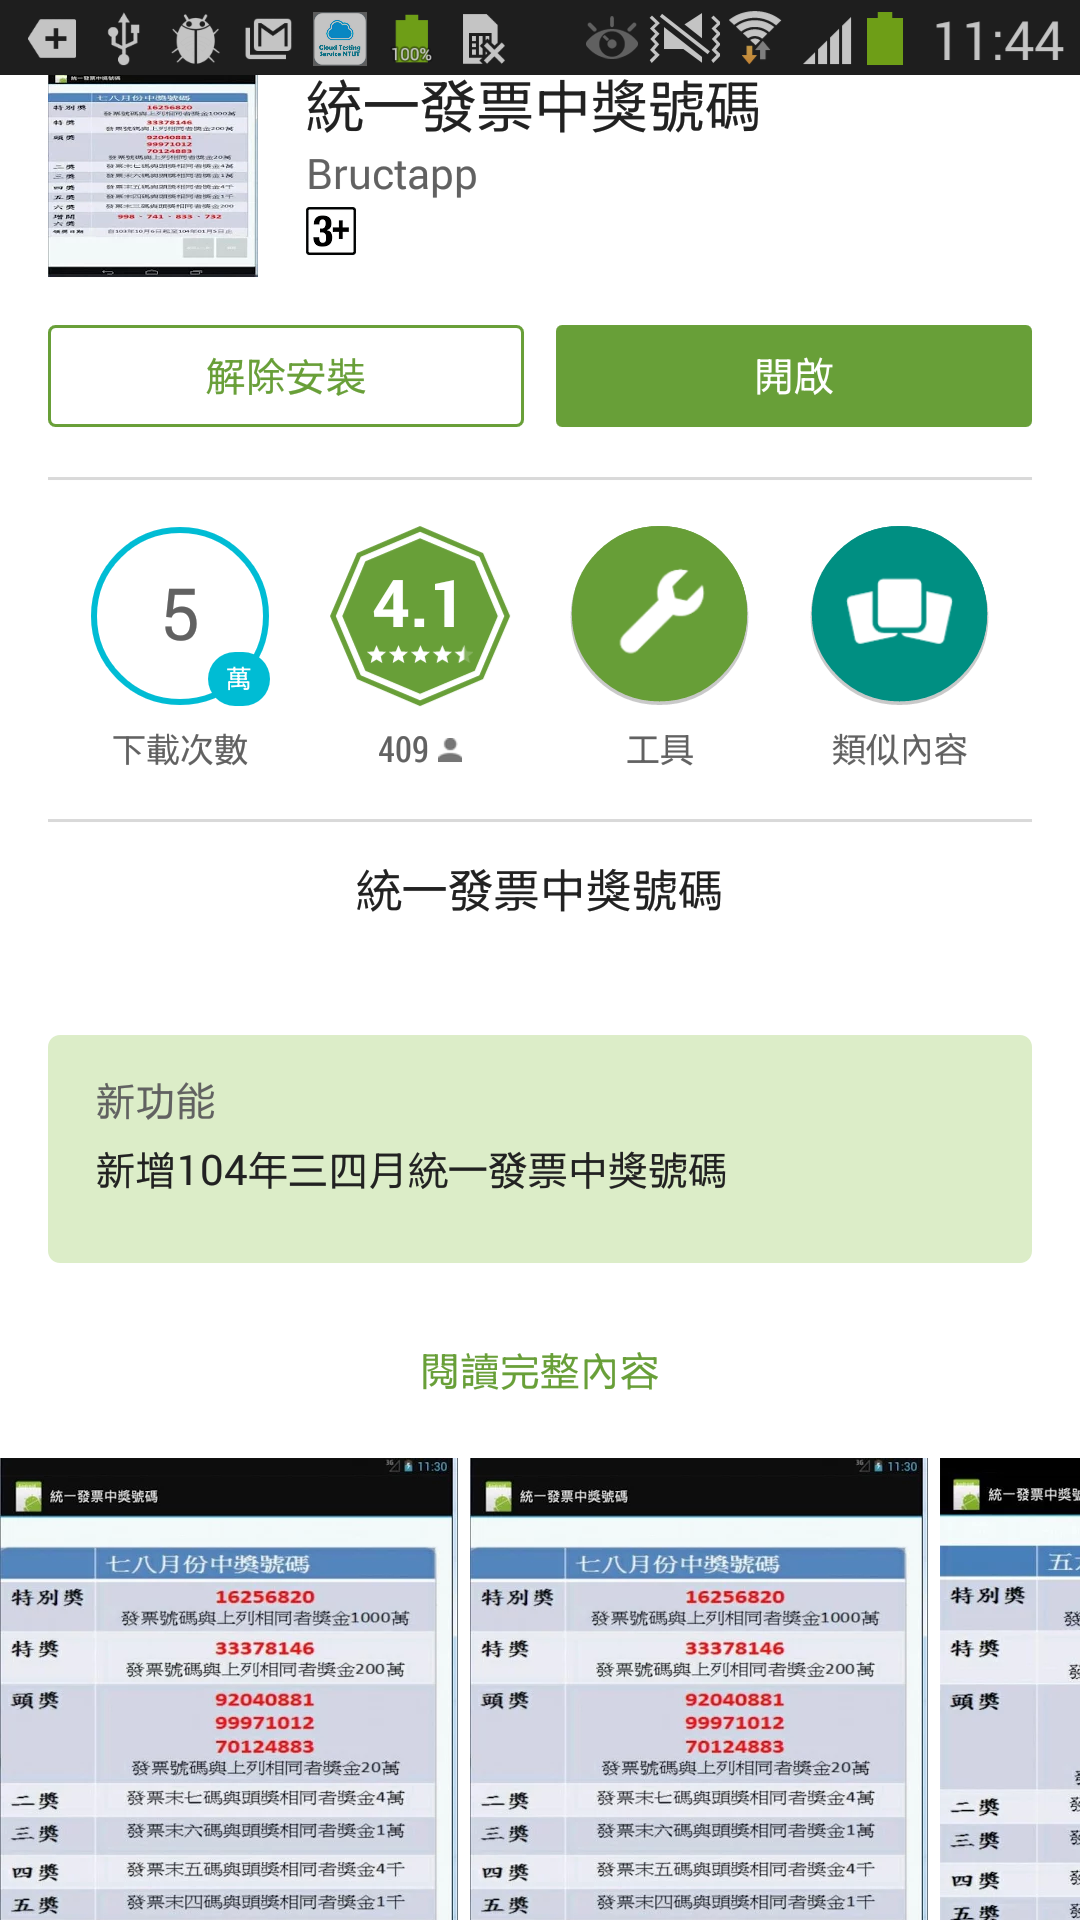 100%
Cloud Testing
Service NTUT
11:44
統一發票中獎號碼
Bructapp
3+
解除安裝
開啟
5
萬
4.1
下載次數
409
工具
類似內容
統一發票中獎號碼
新功能
新增104年三四月統一發票中獎號碼
閱讀完整內容
11:30
統一發票中獎號碼
七八月份中獎號碼
特別獎
16256820
發票號碼與上列相同者獎金1000萬
特獎
33378146
發票號碼與上列相同者獎金200萬
頭獎
92040881
99971012
70124883
發票號碼與上列相同者獎金20萬
二獎
發票末七碼與頭獎相同者獎金4萬
三獎
發票末六碼與頭獎相同者獎金1萬
四獎
發票末五碼與頭獎相同者獎金4千
五獎
發票末四碼與頭獎相同者獎金1千
11:30
統一發票中獎號碼
七八月份中獎號碼
特別獎
16256820
發票號碼與上列相同者獎金1000萬
特獎
33378146
發票號碼與上列相同者獎金200萬
頭獎
92040881
99971012
70124883
發票號碼與上列相同者獎金20萬
二獎
發票末七碼與頭獎相同者獎金4萬
三獎
發票末六碼與頭獎相同者獎金1萬
四獎
發票末五碼與頭獎相同者獎金4千
五獎
發票末四碼與頭獎相同者獎金1千
統一發票中獎
五
特別獎
特獎
頭獎
二獎
三獎
四獎
五獎